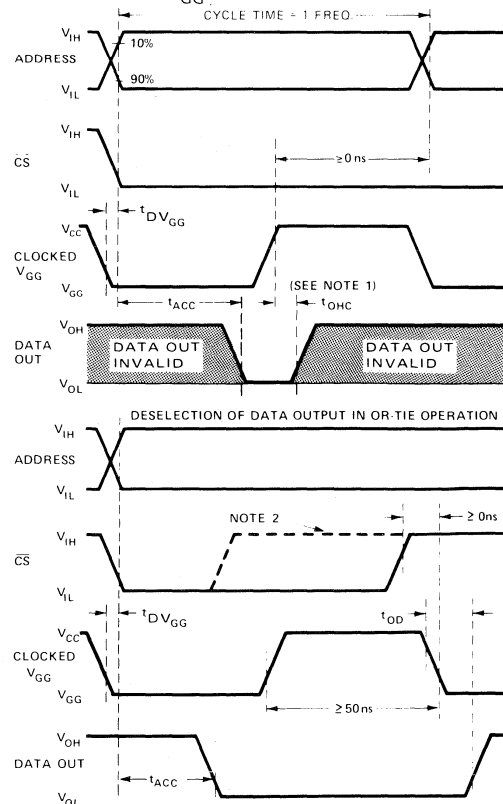 GG.
CYCLE TIME = 1 FREQ.
VIH
10%
ADDRESS
90%
VIL
VIH
CS
≥0 ns
VIL
tDVGG
VCC
CLOCKED
VGG
VGG
(SEE NOTE 1)
tACC
tOHC
VOH
DATA
OUT
DATA OUT
INVALID
DATA OUT
INVALID
VOL
DESELECTION OF DATA OUTPUT IN OR-TIE OPERATION
VIH
ADDRESS
VIL
NOTE 2
≥ 0ns
VIH
CS
VIL
tDVGG
tOD
VCC
CLOCKED
VGG
VGG
≥50ns
VOH
DATA OUT
tACC
VOL